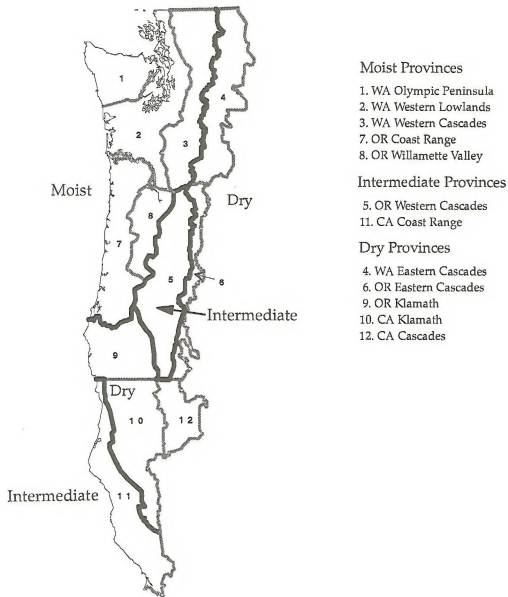 1
4
2
3
Moist
Dry
8
7
5
6
Intermediate
9
Dry
10
12
Intermediate
11
Moist Provinces
1. WA Olympic Peninsula
2. WA Western Lowlands
3. WA Western Cascades
7. OR Coast Range
8. OR Willamette Valley
Intermediate Provinces
5. OR Western Cascades
11. CA Coast Range
Dry Provinces
4. WA Eastern Cascades
6. OR Eastern Cascades
9. OR Klamath
10. CA Klamath
12. CA Cascades